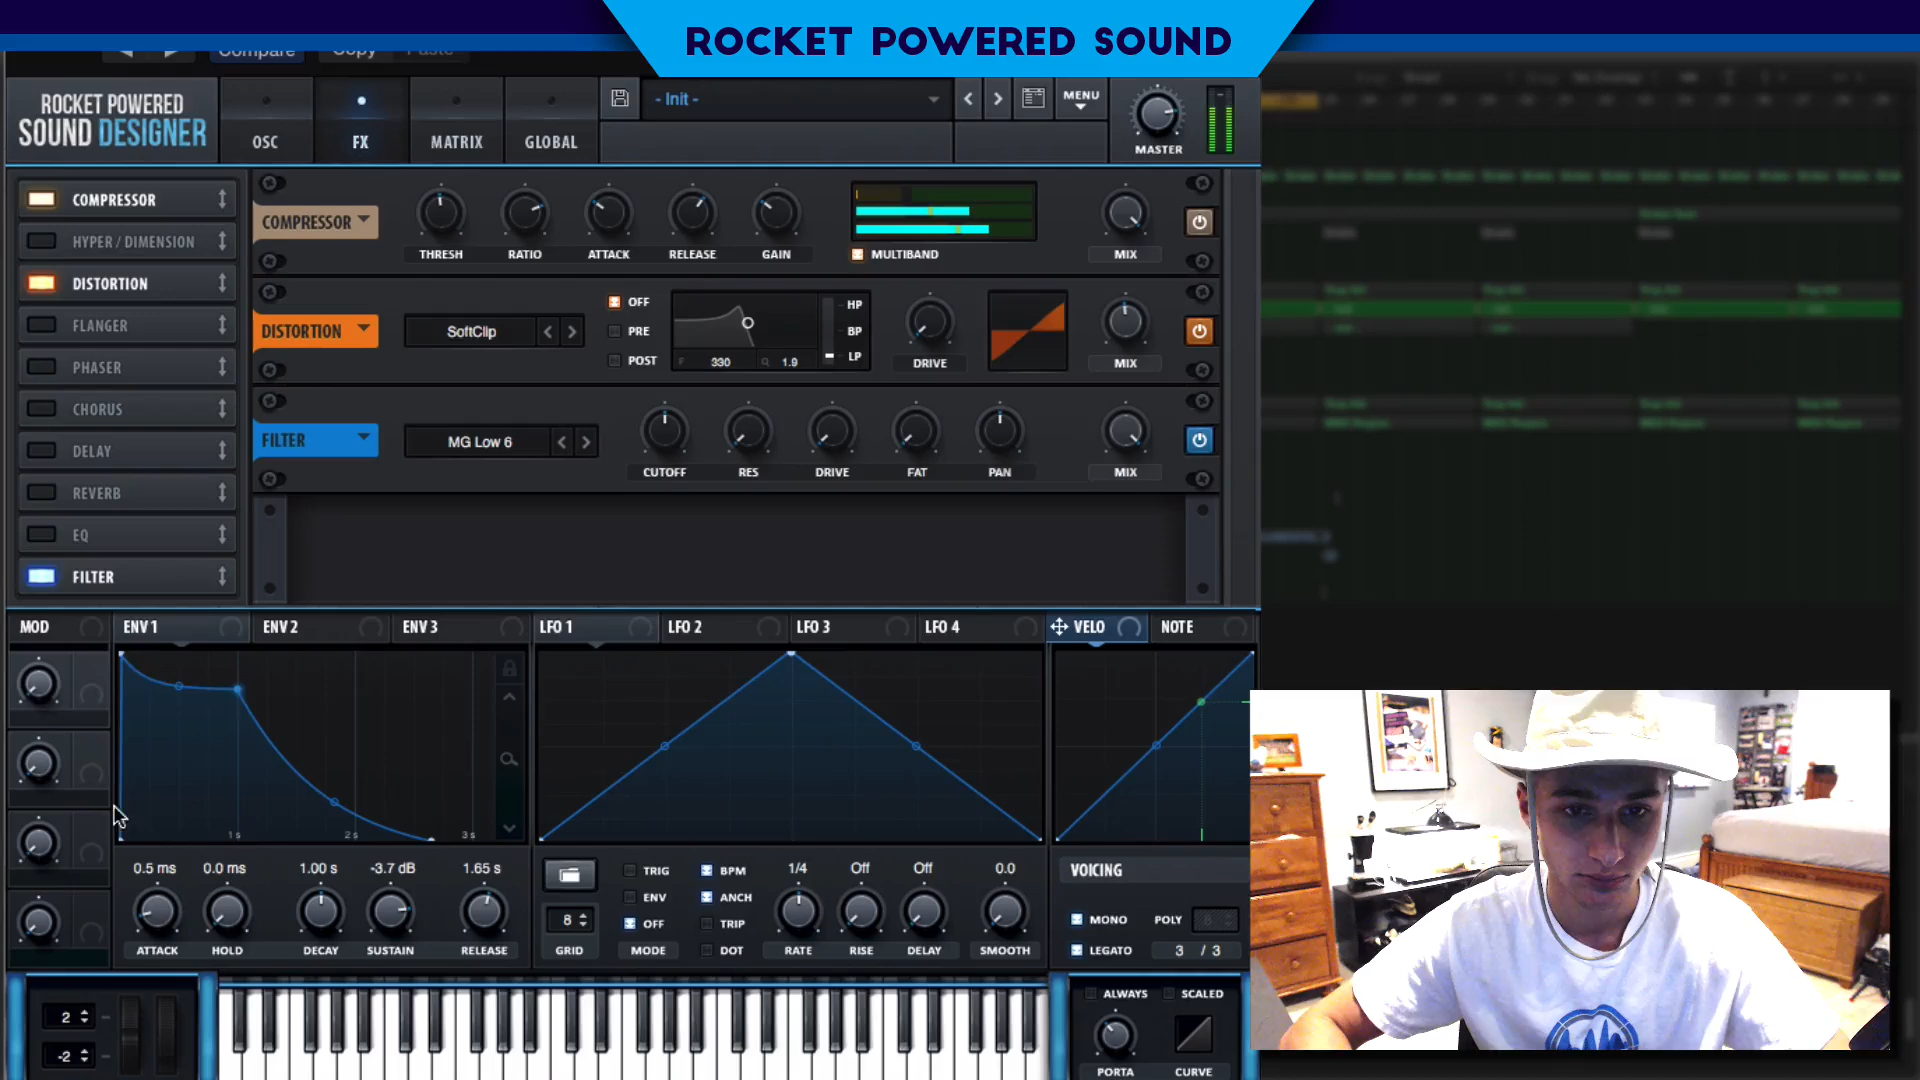 ROCKET POWERED SOUND
Compare Copy Paste
ROCKET POWERED
SOUND DESIGNER
OSC FX MATRIX GLOBAL
- Init -
MENU
MASTER
COMPRESSOR
HYPER / DIMENSION
DISTORTION
FLANGER
PHASER
CHORUS
DELAY
REVERB
EQ
FILTER
COMPRESSOR
THRESH RATIO ATTACK RELEASE GAIN
MULTIBAND
MIX
DISTORTION
SoftClip
OFF
PRE
POST
F 330 Q 1.9
HP
BP
LP
DRIVE
MIX
FILTER
MG Low 6
CUTOFF RES DRIVE FAT PAN
MIX
MOD ENV 1 ENV 2 ENV 3 LFO 1 LFO 2 LFO 3 LFO 4 VELO NOTE
1 s 2 s 3 s
0.5 ms 0.0 ms 1.00 s -3.7 dB 1.65 s
ATTACK HOLD DECAY SUSTAIN RELEASE
8
GRID
TRIG
ENV
OFF
MODE
BPM
ANCH
TRIP
DOT
1/4 Off Off 0.0
RATE RISE DELAY SMOOTH
VOICING
MONO POLY
LEGATO 3 / 3
ALWAYS SCALED
PORTA CURVE
2
-2